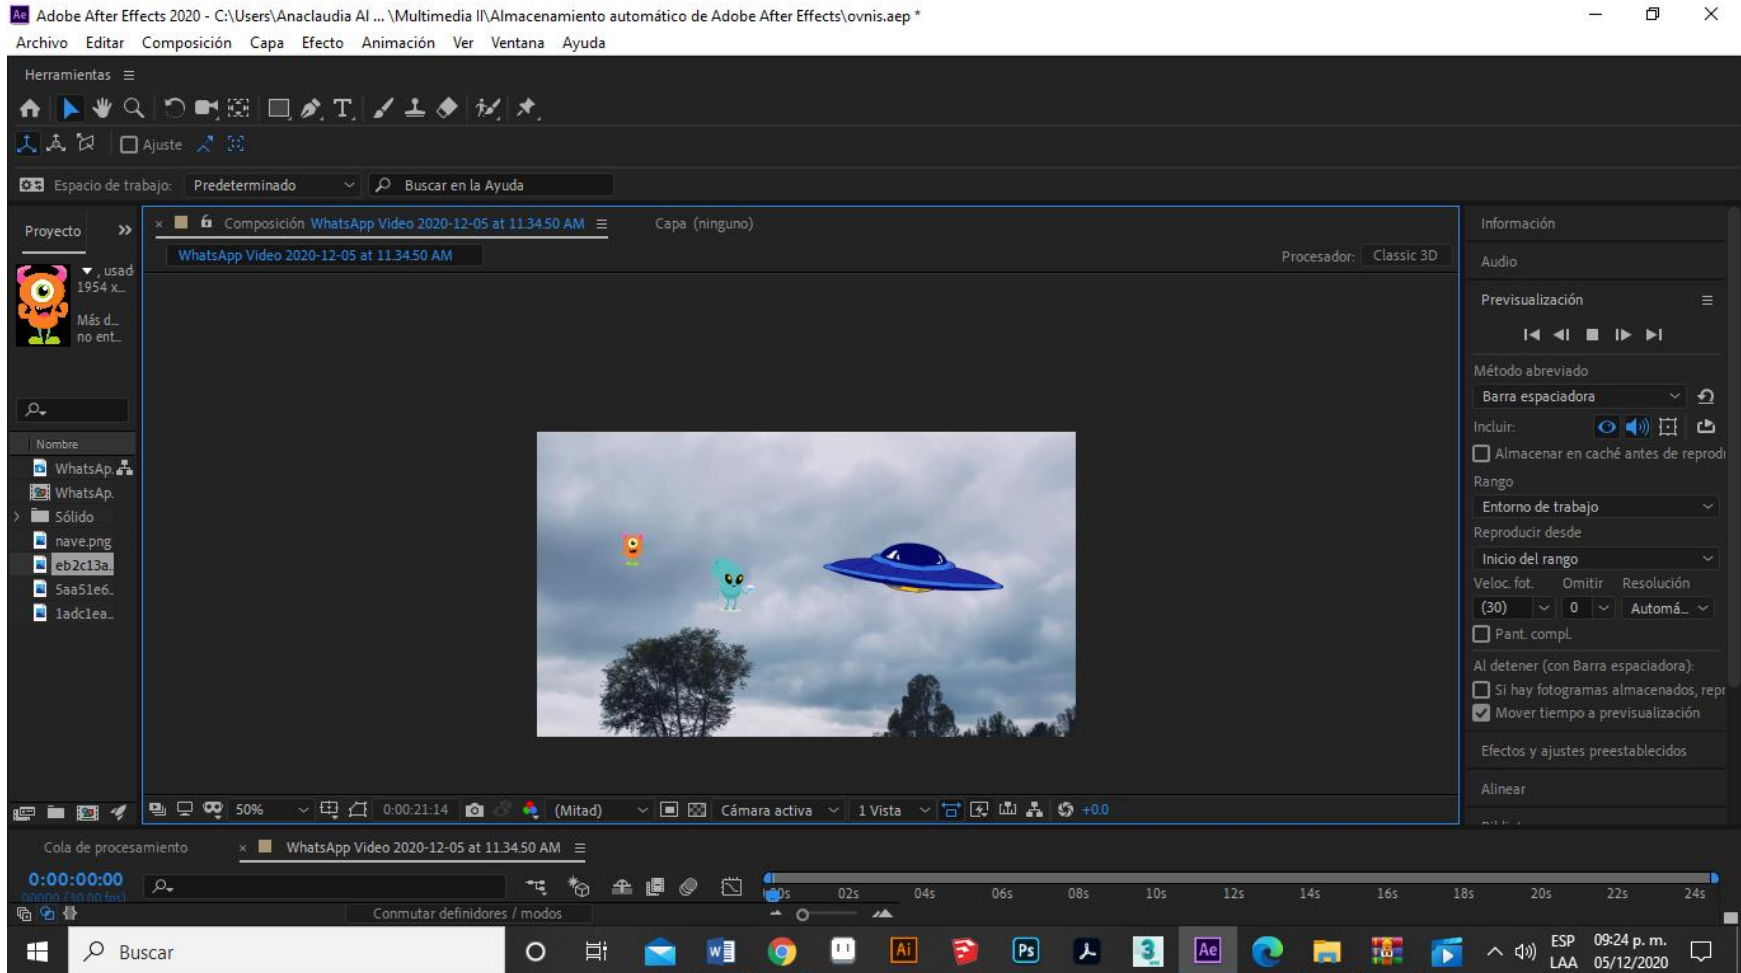 Adobe After Effects 2020 - C:\Users\Anaclaudia Al ... \Multimedia II\Almacenamiento automático de Adobe After Effects\ovnis.aep *
Archivo Editar Composición Capa Efecto Animación Ver Ventana Ayuda
Herramientas
Ajuste
Espacio de trabajo: Predeterminado Buscar en la Ayuda
Proyecto
, usad
1954 x...
Más d...
no ent...
Nombre
WhatsAp.
WhatsAp.
Sólido
nave.png
eb2c13a.
5aa51e6..
1adc1ea...
Composición WhatsApp Video 2020-12-05 at 11.34.50 AM
Capa (ninguno)
WhatsApp Video 2020-12-05 at 11.34.50 AM
Procesador: Classic 3D
50% 0:00:21:14 (Mitad) Cámara activa 1 Vista +0.0
Información
Audio
Previsualización
Método abreviado
Barra espaciadora
Incluir:
Almacenar en caché antes de reprodu
Rango
Entorno de trabajo
Reproducir desde
Inicio del rango
Veloc. fot. Omitir Resolución
(30) 0 Automá...
Pant. compl.
Al detener (con Barra espaciadora):
Si hay fotogramas almacenados, repr
Mover tiempo a previsualización
Efectos y ajustes preestablecidos
Alinear
Cola de procesamiento
WhatsApp Video 2020-12-05 at 11.34.50 AM
0:00:00:00
00000 (30.00 fps)
02s 04s 06s 08s 10s 12s 14s 16s 18s 20s 22s 24s
Conmutar definidores / modos
Buscar
Ai
Ps
3
Ae
ESP
LAA
09:24 p. m.
05/12/2020